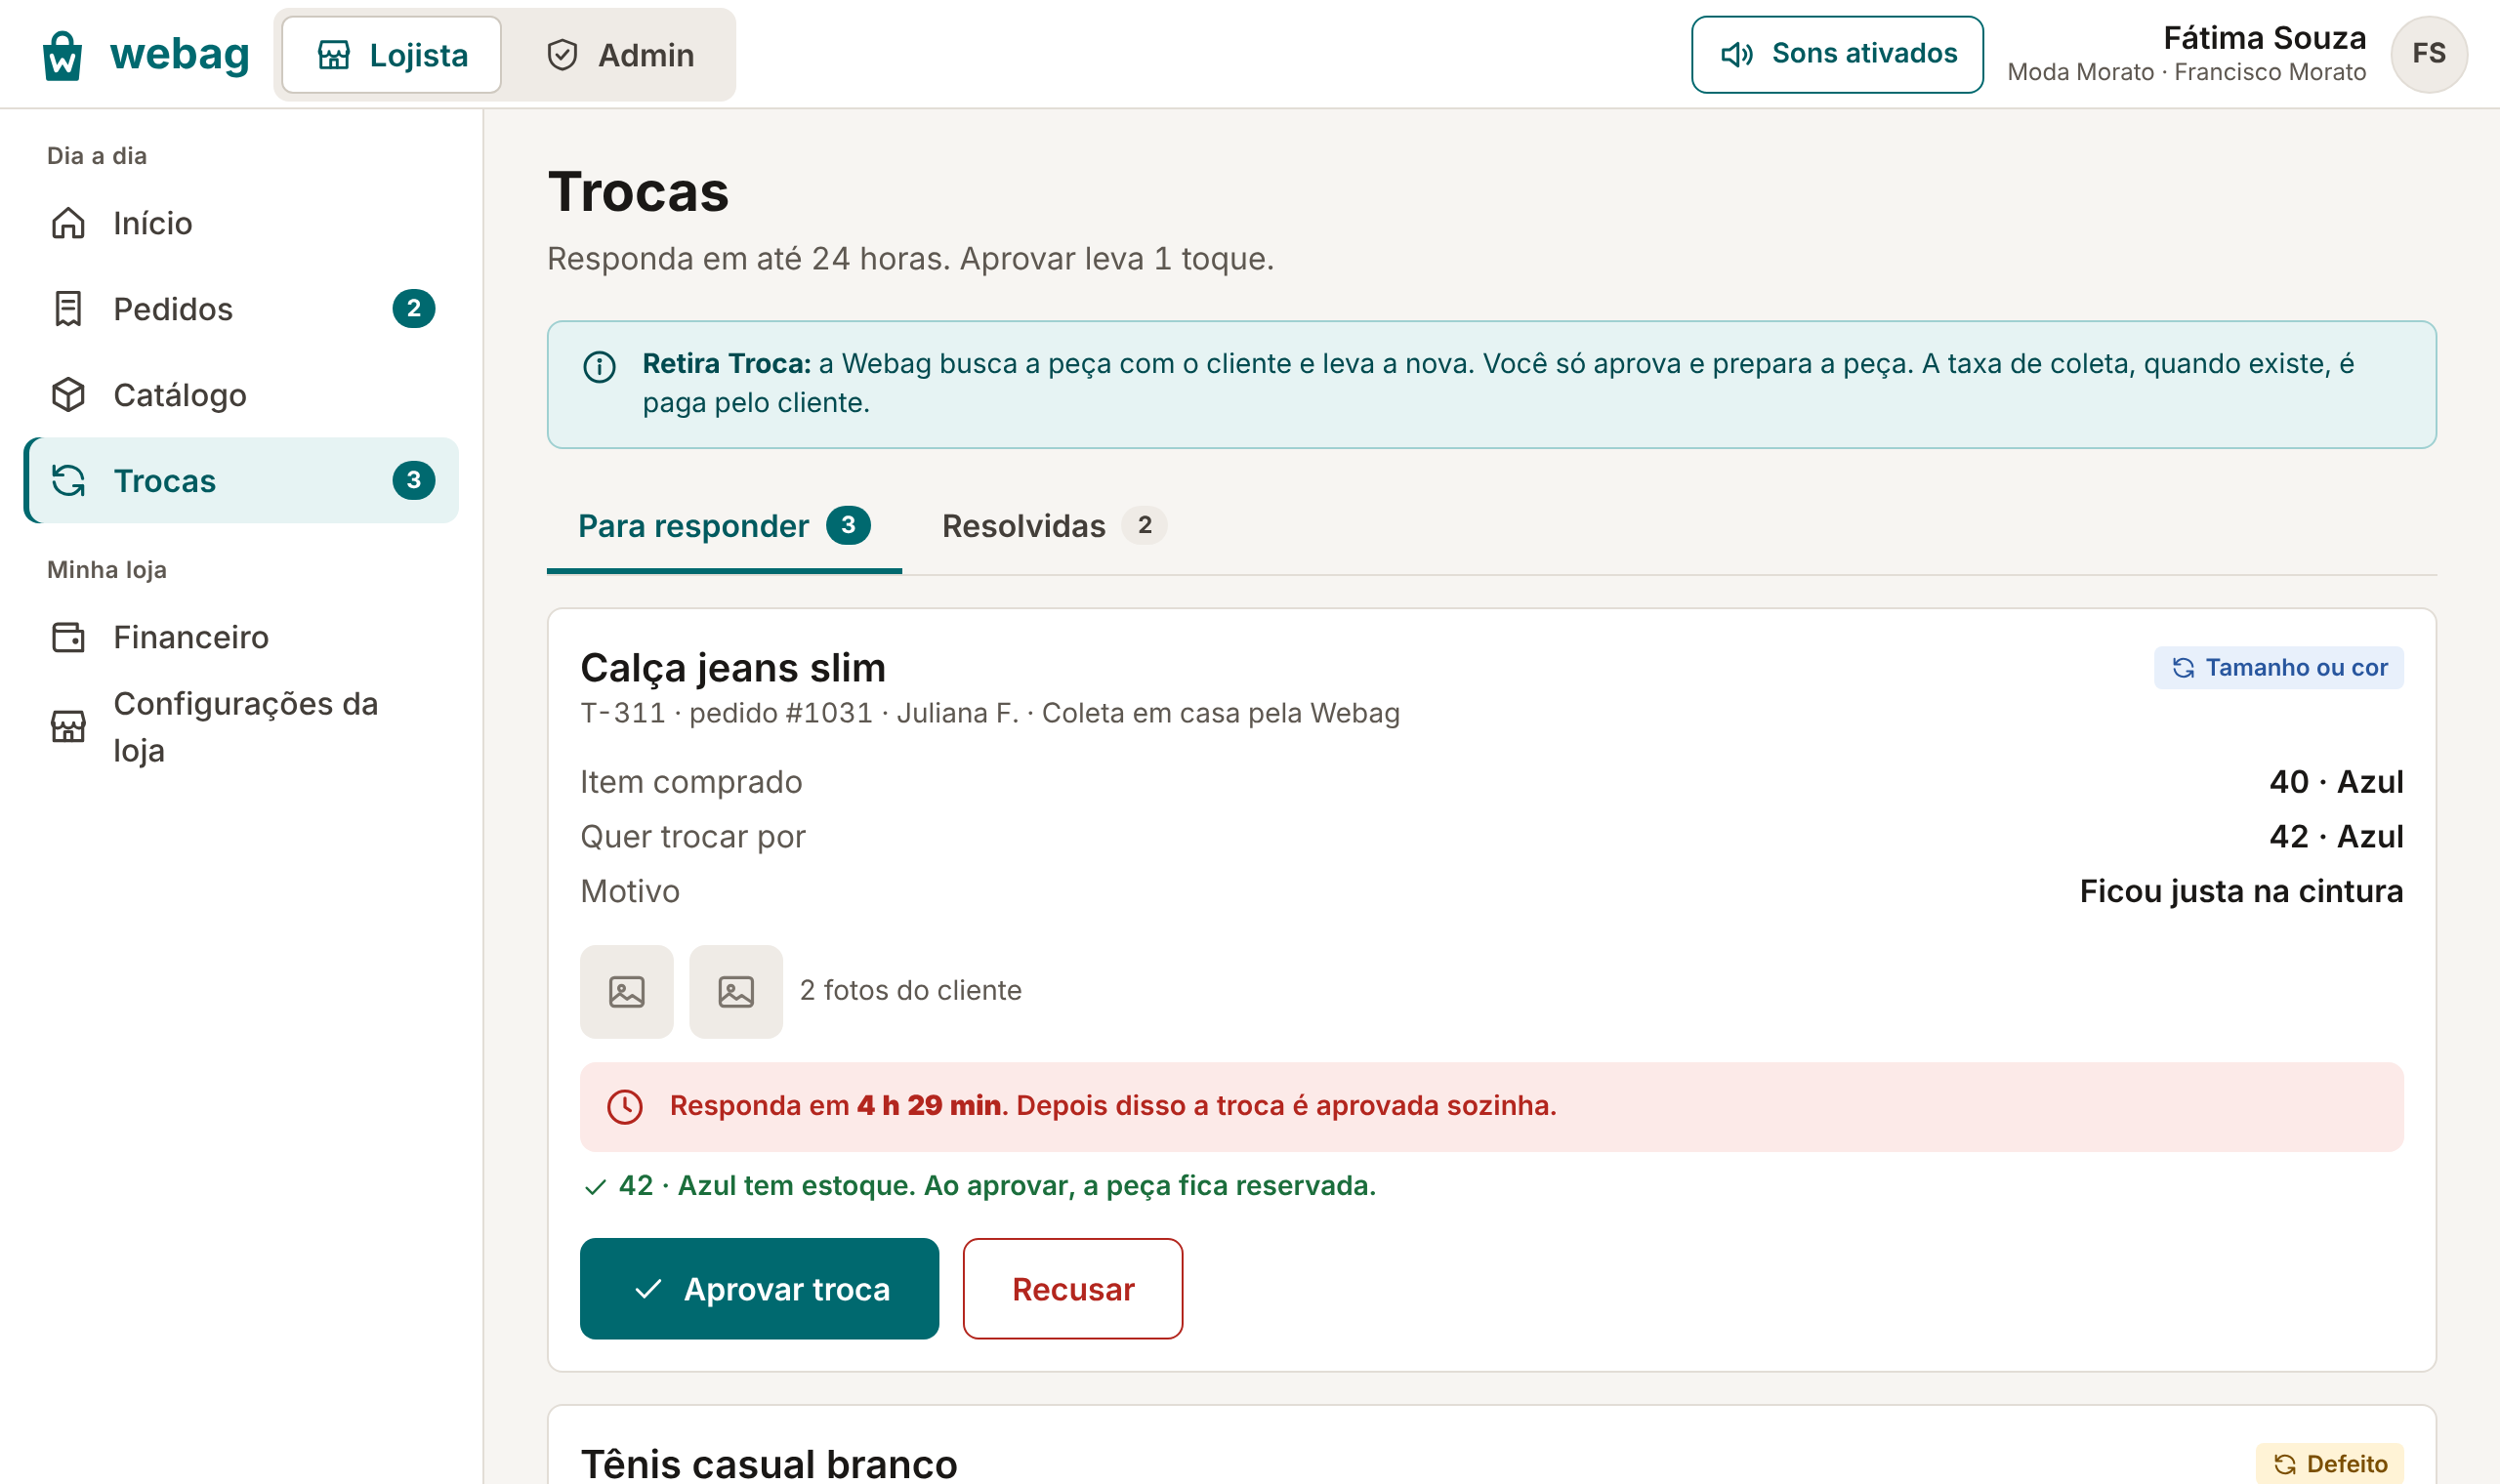 webag
Lojista
Admin
Sons ativados
Fátima Souza
Moda Morato · Francisco Morato
FS
Dia a dia
Início
Pedidos 2
Catálogo
Trocas 3
Minha loja
Financeiro
Configurações da
loja
Trocas
Responda em até 24 horas. Aprovar leva 1 toque.
Retira Troca: a Webag busca a peça com o cliente e leva a nova. Você só aprova e prepara a peça. A taxa de coleta, quando existe, é
paga pelo cliente.
Para responder 3 Resolvidas 2
Calça jeans slim
Tamanho ou cor
T-311 · pedido #1031 · Juliana F. · Coleta em casa pela Webag
Item comprado 40 · Azul
Quer trocar por 42 · Azul
Motivo Ficou justa na cintura
2 fotos do cliente
Responda em 4 h 29 min. Depois disso a troca é aprovada sozinha.
42 · Azul tem estoque. Ao aprovar, a peça fica reservada.
Aprovar troca
Recusar
Tênis casual branco
Defeito